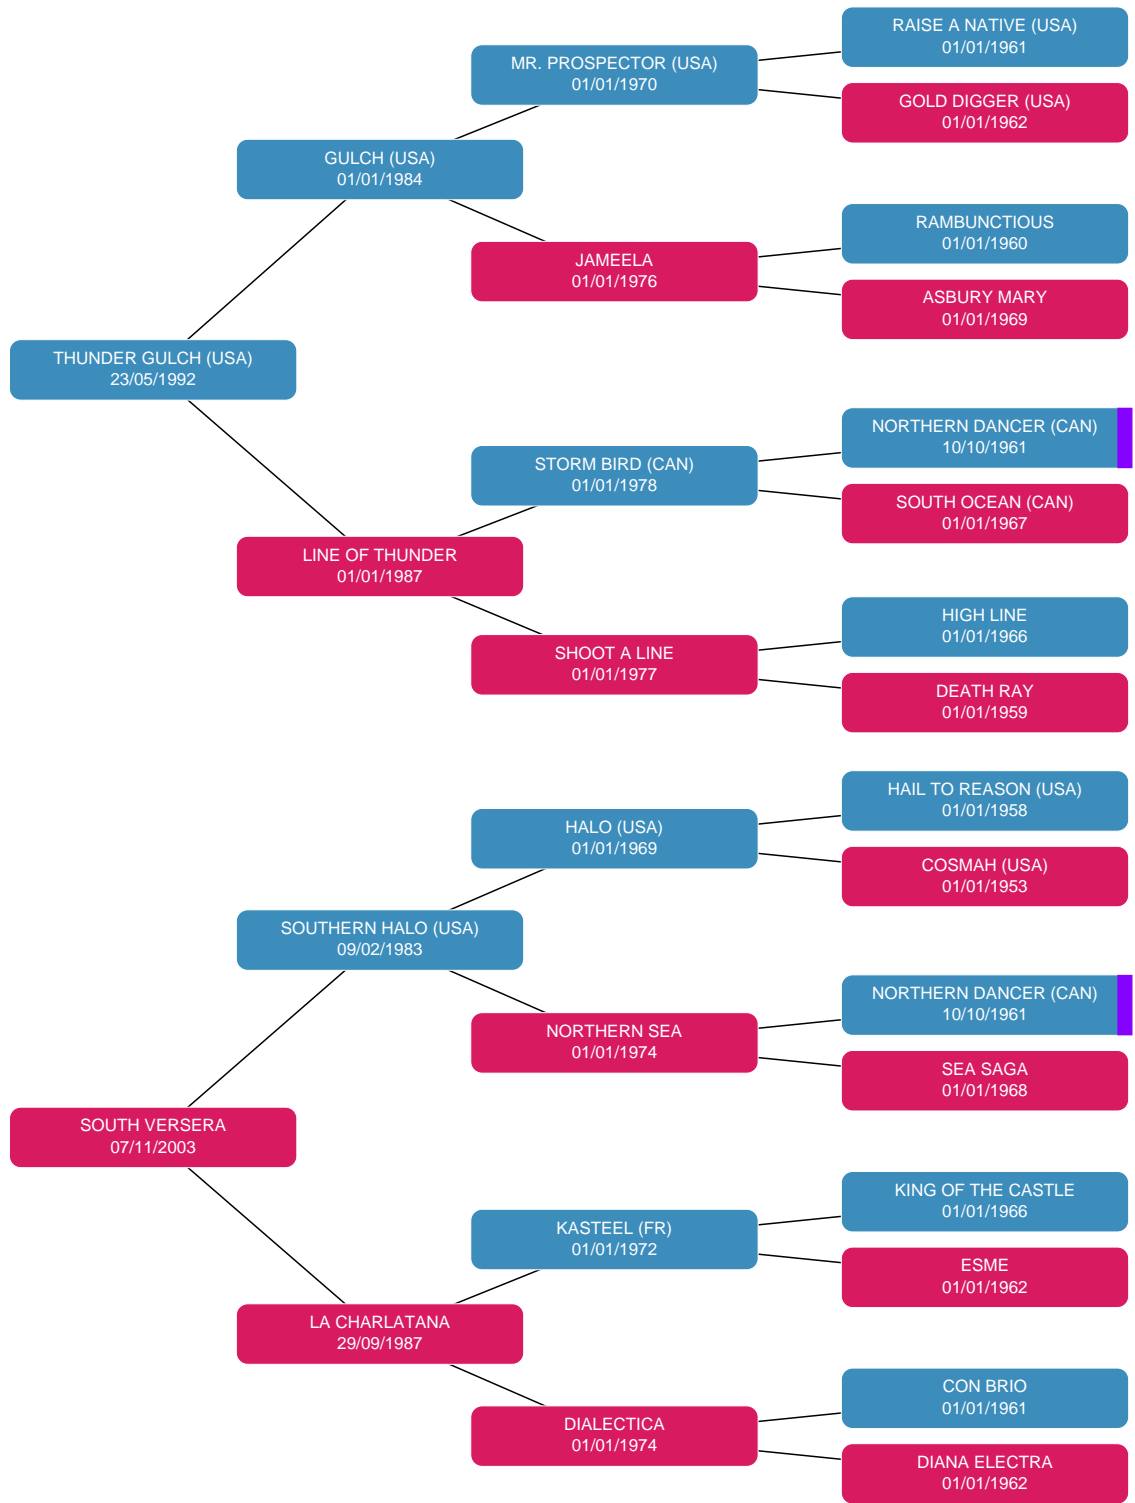 RAISE A NATIVE (USA)
01/01/1961
MR. PROSPECTOR (USA)
01/01/1970
GOLD DIGGER (USA)
01/01/1962
GULCH (USA)
01/01/1984
RAMBUNCTIOUS
01/01/1960
JAMEELA
01/01/1976
ASBURY MARY
01/01/1969
THUNDER GULCH (USA)
23/05/1992
NORTHERN DANCER (CAN)
10/10/1961
STORM BIRD (CAN)
01/01/1978
SOUTH OCEAN (CAN)
01/01/1967
LINE OF THUNDER
01/01/1987
HIGH LINE
01/01/1966
SHOOT A LINE
01/01/1977
DEATH RAY
01/01/1959
HAIL TO REASON (USA)
01/01/1958
HALO (USA)
01/01/1969
COSMAH (USA)
01/01/1953
SOUTHERN HALO (USA)
09/02/1983
NORTHERN DANCER (CAN)
10/10/1961
NORTHERN SEA
01/01/1974
SEA SAGA
01/01/1968
SOUTH VERSERA
07/11/2003
KING OF THE CASTLE
01/01/1966
KASTEEL (FR)
01/01/1972
ESME
01/01/1962
LA CHARLATANA
29/09/1987
CON BRIO
01/01/1961
DIALECTICA
01/01/1974
DIANA ELECTRA
01/01/1962